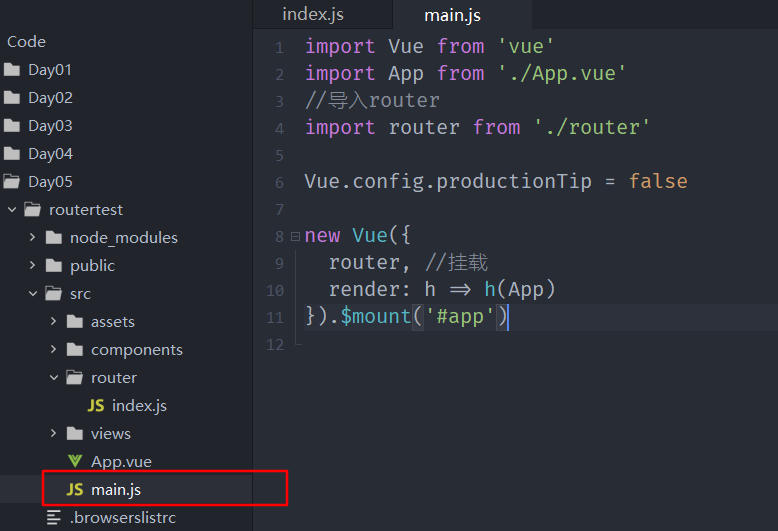 index.js
main.js
Code
Day01
Day02
Day03
Day04
Day05
routertest
node_modules
public
src
assets
components
router
index.js
views
App.vue
main.js
.browserslistrc
1 import Vue from 'vue'
2 import App from './App.vue'
3 //导入router
4 import router from './router'
5
6 Vue.config.productionTip = false
7
8 new Vue({
9 router, //挂载
10 render: h => h(App)
11 }).$mount('#app')
12